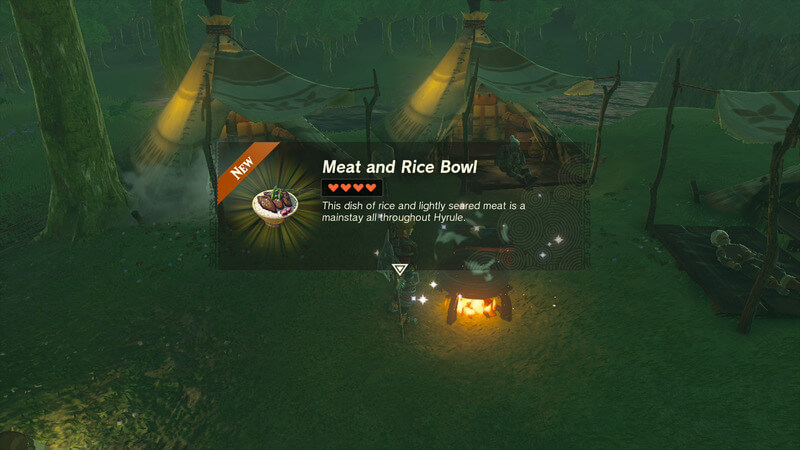 New
Meat and Rice Bowl
This dish of rice and lightly seared meat is a
mainstay all throughout Hyrule.